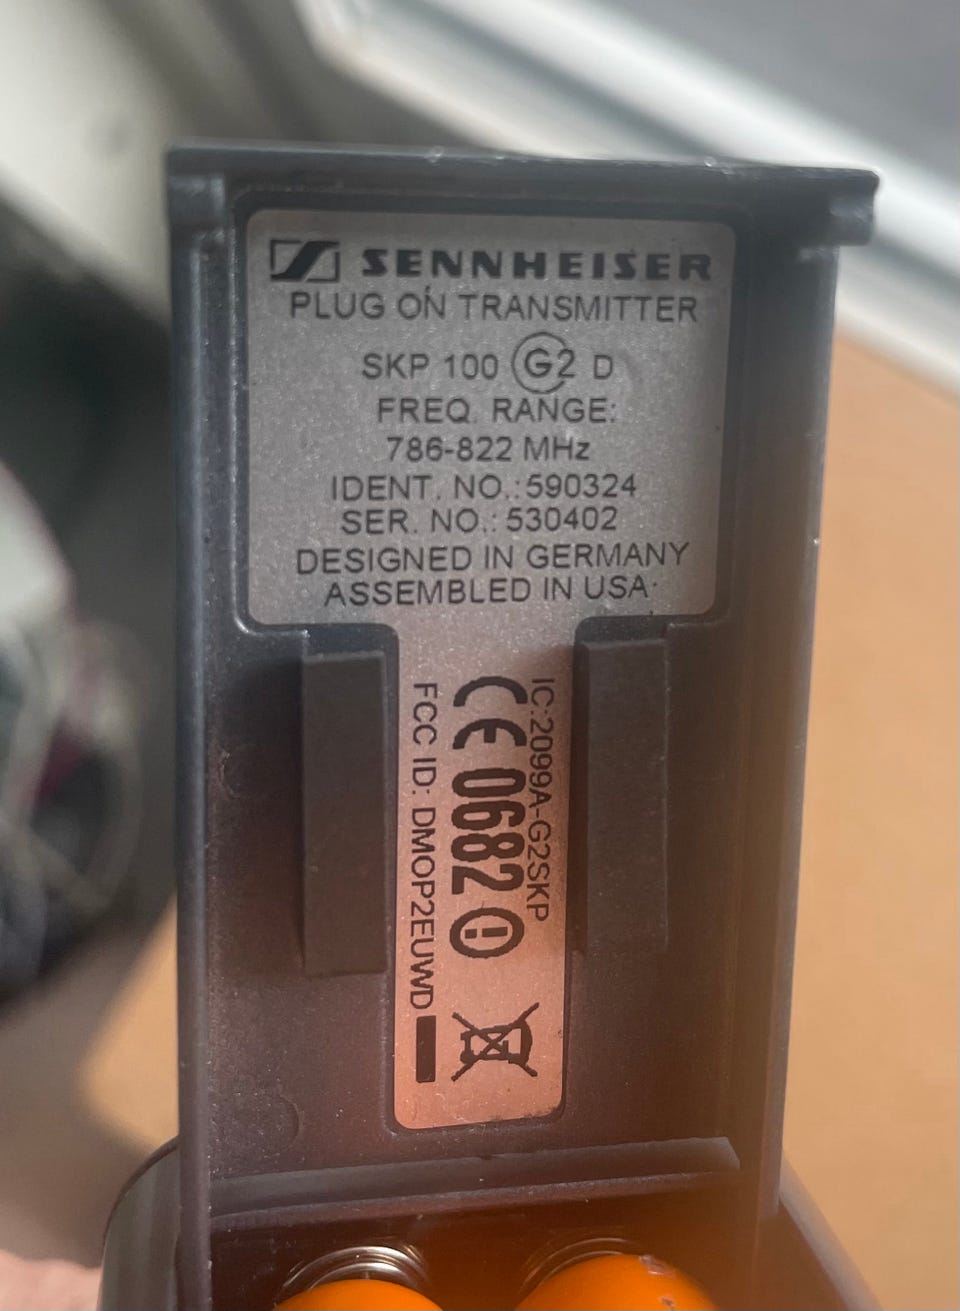 SENNHEISER
PLUG ON TRANSMITTER
SKP 100 G2 D
FREQ. RANGE:
786-822 MHz
IDENT. NO.:590324
SER. NO.: 530402
DESIGNED IN GERMANY
ASSEMBLED IN USA
IC:2099A-G2SKP
CE 0682
FCC ID: DMOP2EUWD